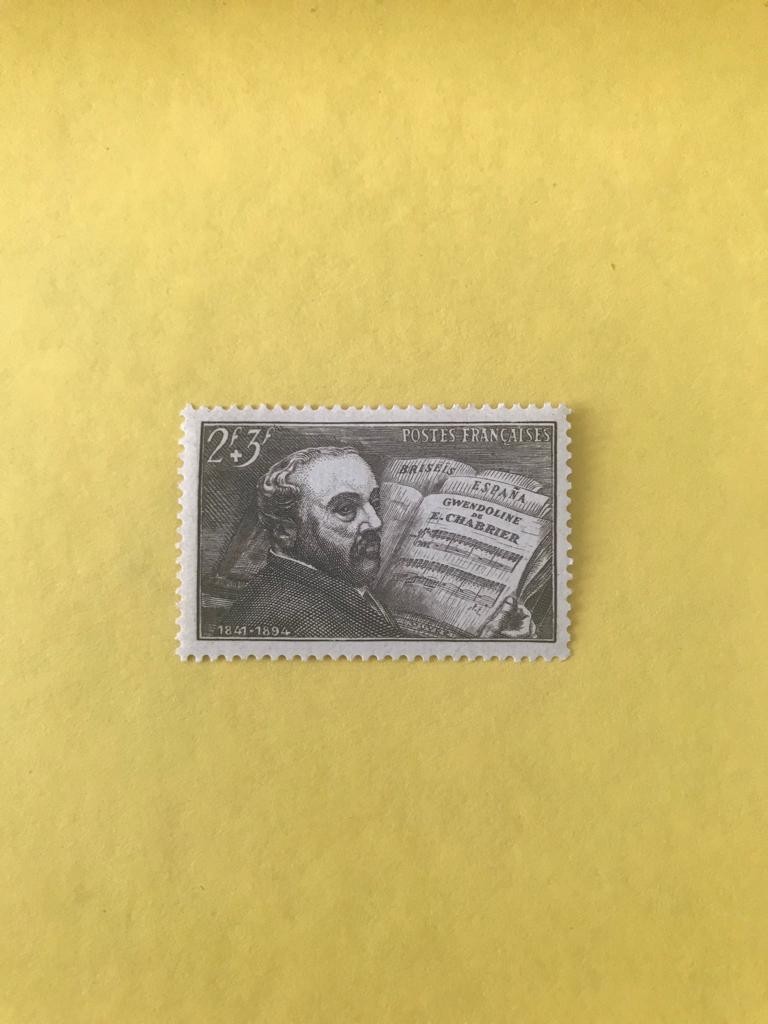 2f+3f
POSTES FRANÇAISES
BRISEIS
ESPAÑA
GWENDOLINE
DE
E·CHABRIER
1841·1894